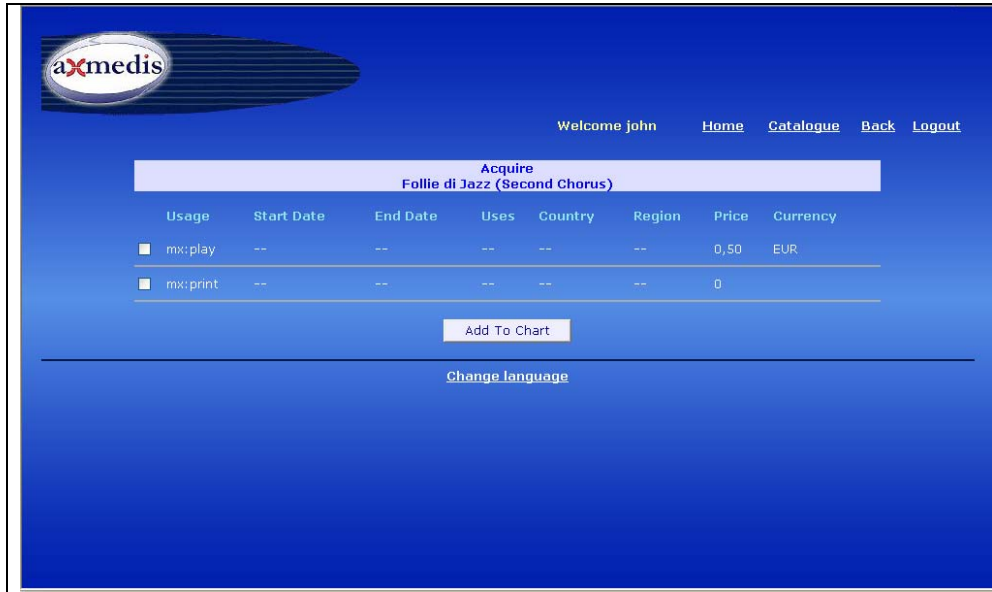 axmedis
Welcome john Home Catalogue Back Logout
Acquire
Follie di Jazz (Second Chorus)
Usage Start Date End Date Uses Country Region Price Currency
mx:play -- -- -- -- -- 0,50 EUR
mx:print -- -- -- -- -- 0
Add To Chart
Change language